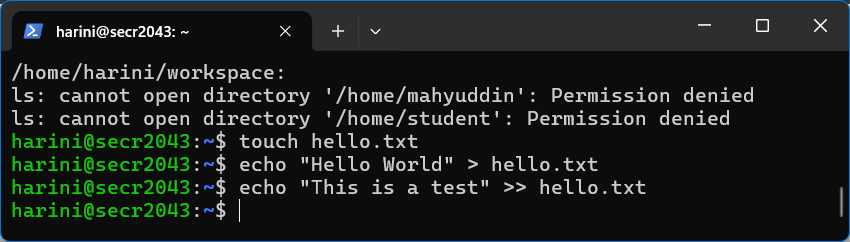 harini@secr2043: ~
/home/harini/workspace:
ls: cannot open directory '/home/mahyuddin': Permission denied
ls: cannot open directory '/home/student': Permission denied
harini@secr2043:~$ touch hello.txt
harini@secr2043:~$ echo "Hello World" > hello.txt
harini@secr2043:~$ echo "This is a test" >> hello.txt
harini@secr2043:~$